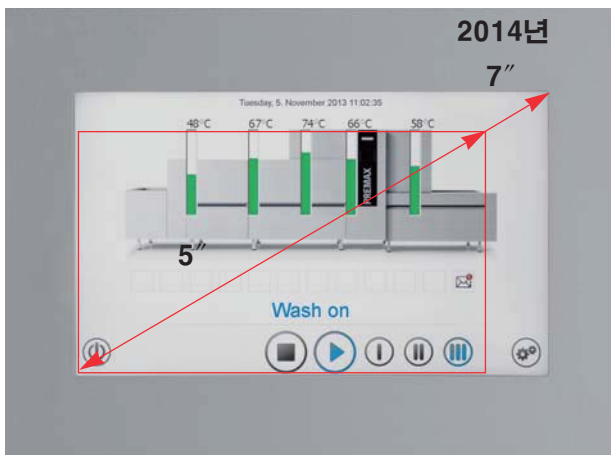 2014년
7″
Tuesday, 5. November 2013 11:02:35
48°C 67°C 74°C 66°C 58°C
PREMAX
5″
Wash on